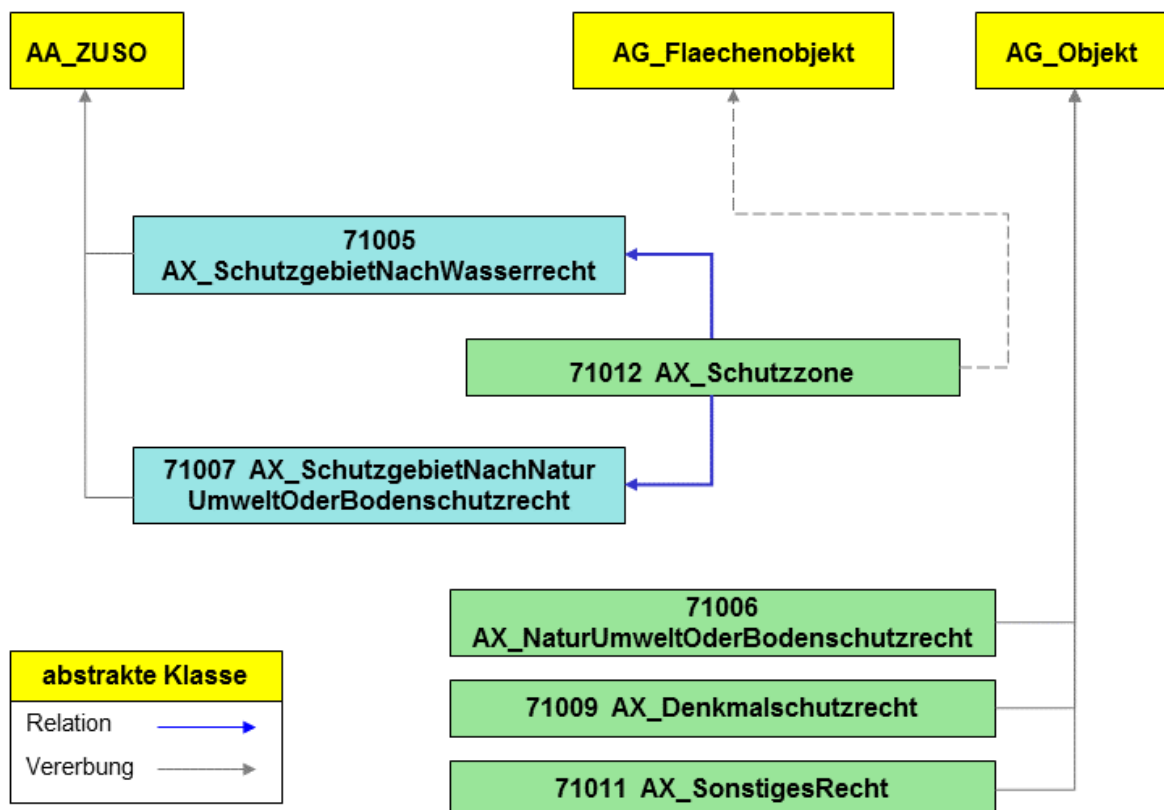 AA_ZUSO
AG_Flaechenobjekt
AG_Objekt
71005
AX_SchutzgebietNachWasserrecht
71012 AX_Schutzzone
71007 AX_SchutzgebietNachNatur
UmweltOderBodenschutzrecht
71006
AX_NaturUmweltOderBodenschutzrecht
71009 AX_Denkmalschutzrecht
71011 AX_SonstigesRecht
abstrakte Klasse
Relation
Vererbung